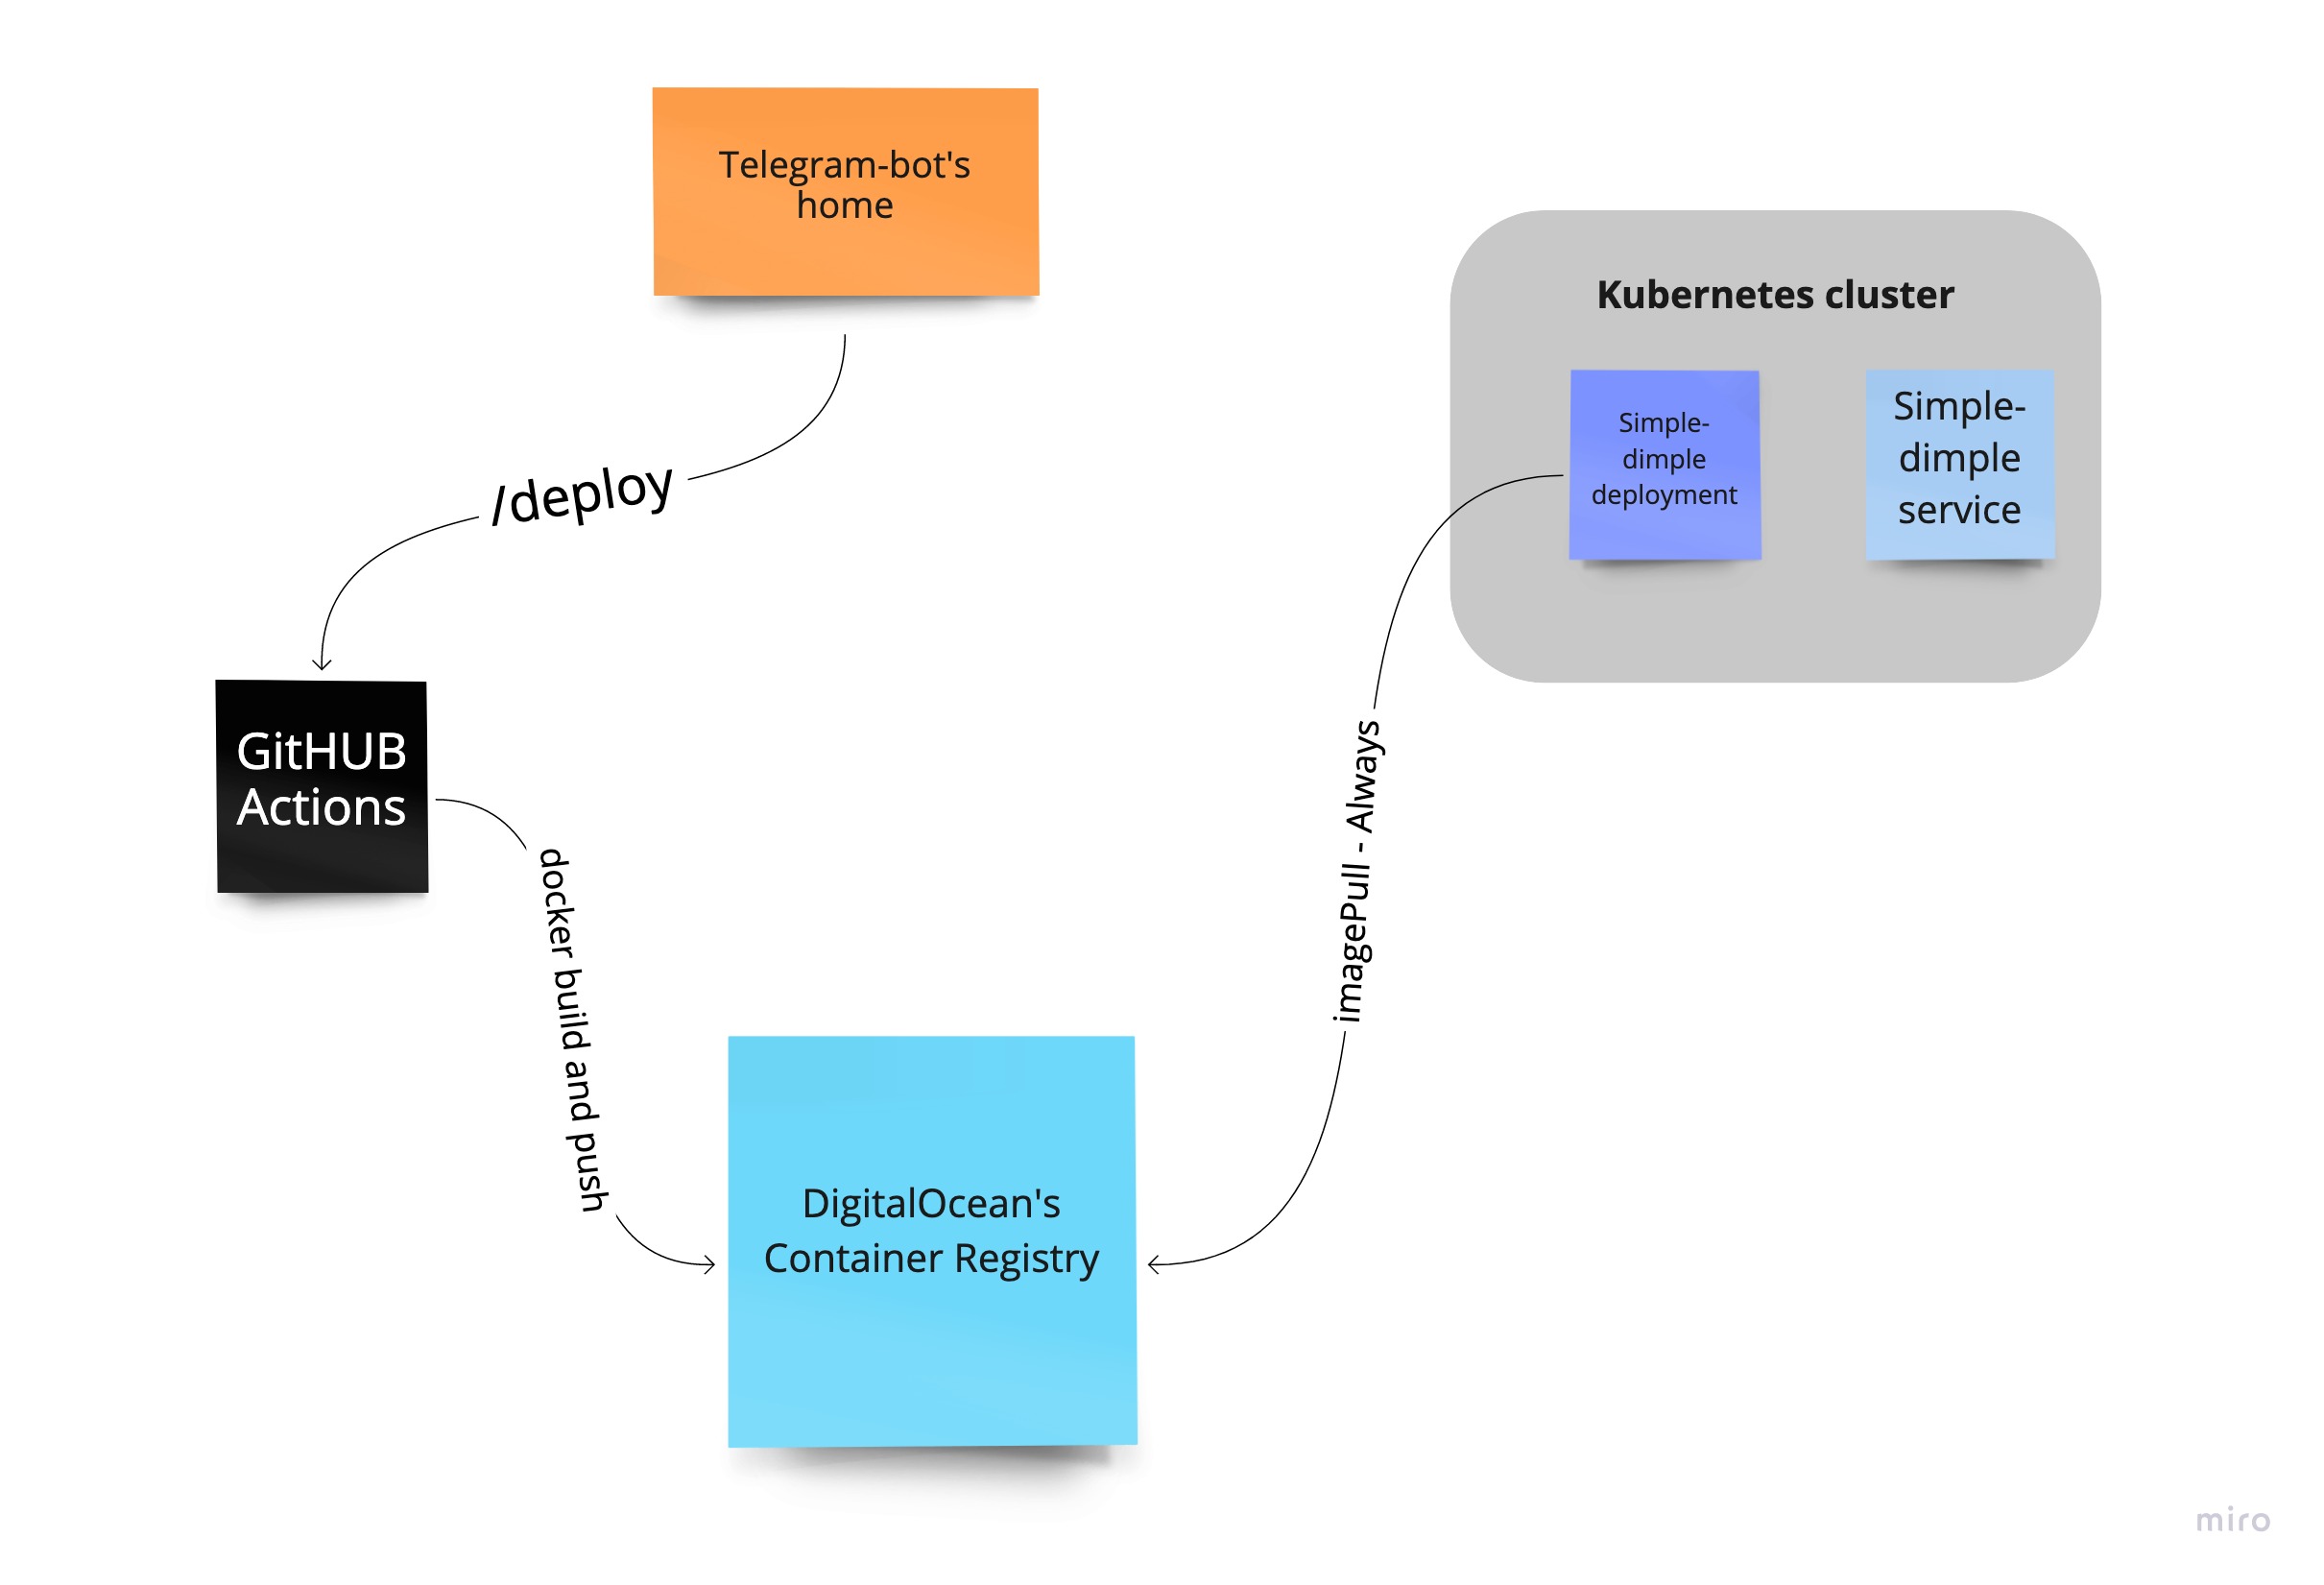 Telegram-bot's
home
/deploy
GitHUB
Actions
docker build and push
DigitalOcean's
Container Registry
imagePull - Always
Kubernetes cluster
Simple-
dimple
deployment
Simple-
dimple
service
miro